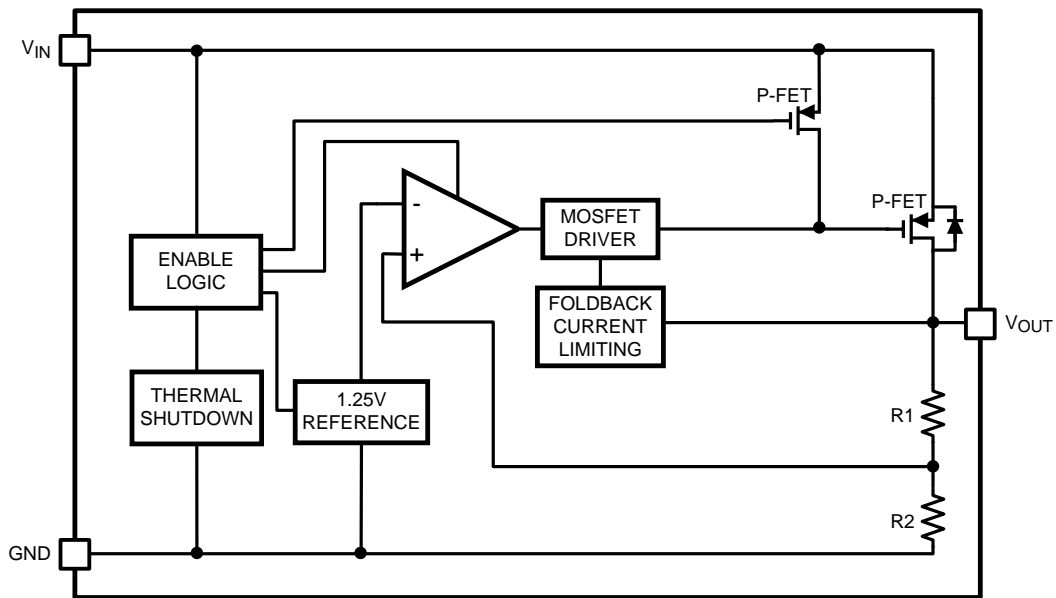 VIN
P-FET
P-FET
-
+
MOSFET
DRIVER
ENABLE
LOGIC
FOLDBACK
CURRENT
LIMITING
VOUT
THERMAL
SHUTDOWN
1.25V
REFERENCE
R1
R2
GND